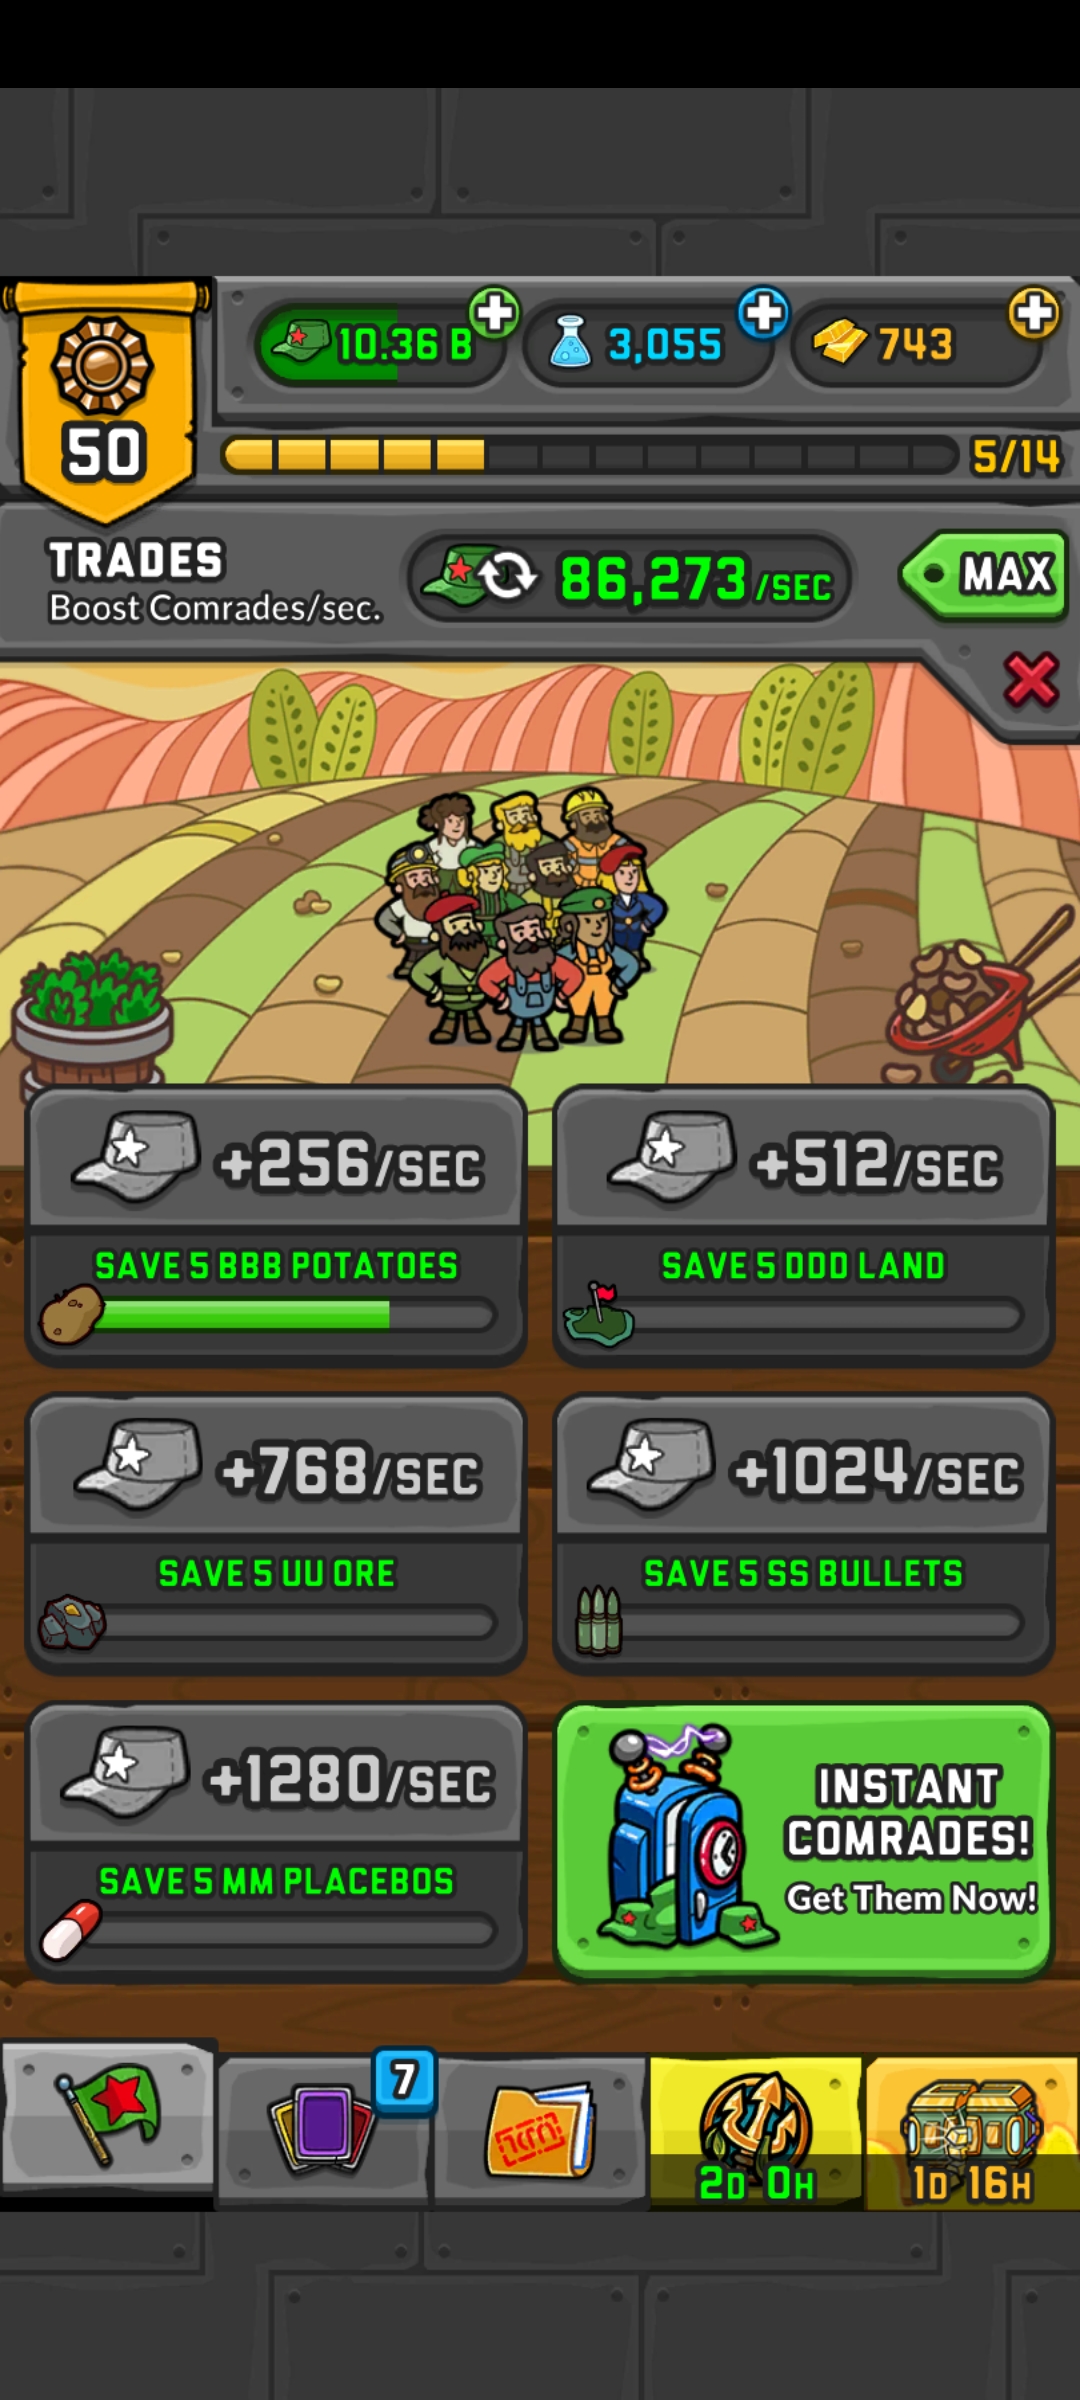 10.36 B
3,055
743
50
5/14
TRADES
Boost Comrades/sec.
86,273/SEC
MAX
+256/SEC
SAVE 5 BBB POTATOES
+512/SEC
SAVE 5 DDD LAND
+768/SEC
SAVE 5 UU ORE
+1024/SEC
SAVE 5 SS BULLETS
+1280/SEC
SAVE 5 MM PLACEBOS
INSTANT
COMRADES!
Get Them Now!
7
2D 0H
1D 16H